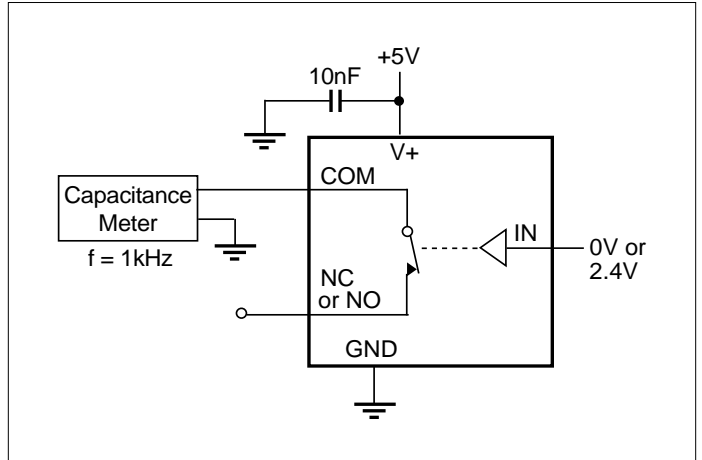 +5V
10nF
V+
COM
Capacitance
Meter
f = 1kHz
IN
0V or
2.4V
NC
or NO
GND